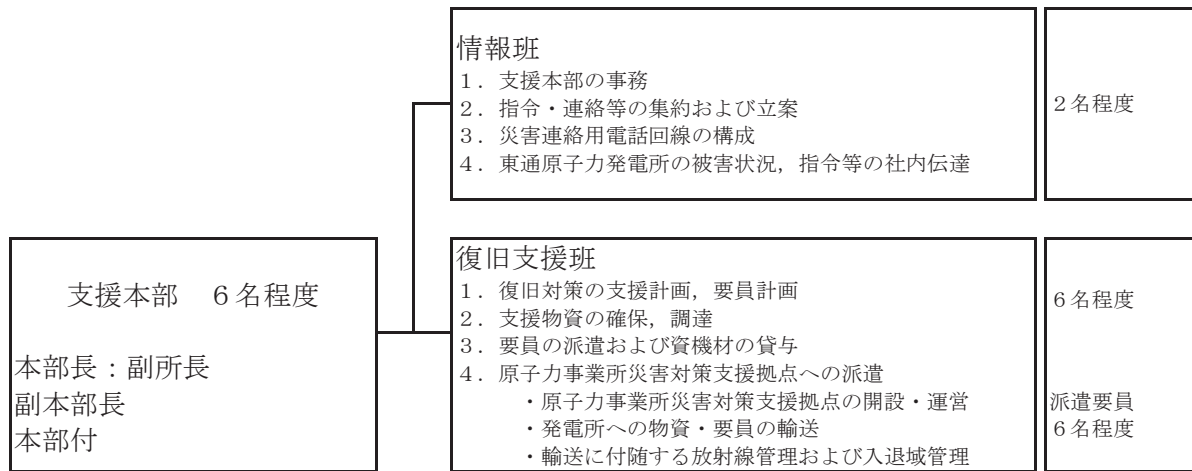 情報班
１．支援本部の事務
２．指令・連絡等の集約および立案
３．災害連絡用電話回線の構成
４．東通原子力発電所の被害状況，指令等の社内伝達
２名程度
支援本部　６名程度
本部長：副所長
副本部長
本部付
復旧支援班
１．復旧対策の支援計画，要員計画
２．支援物資の確保，調達
３．要員の派遣および資機材の貸与
４．原子力事業所災害対策支援拠点への派遣
・原子力事業所災害対策支援拠点の開設・運営
・発電所への物資・要員の輸送
・輸送に付随する放射線管理および入退域管理
６名程度
派遣要員
６名程度